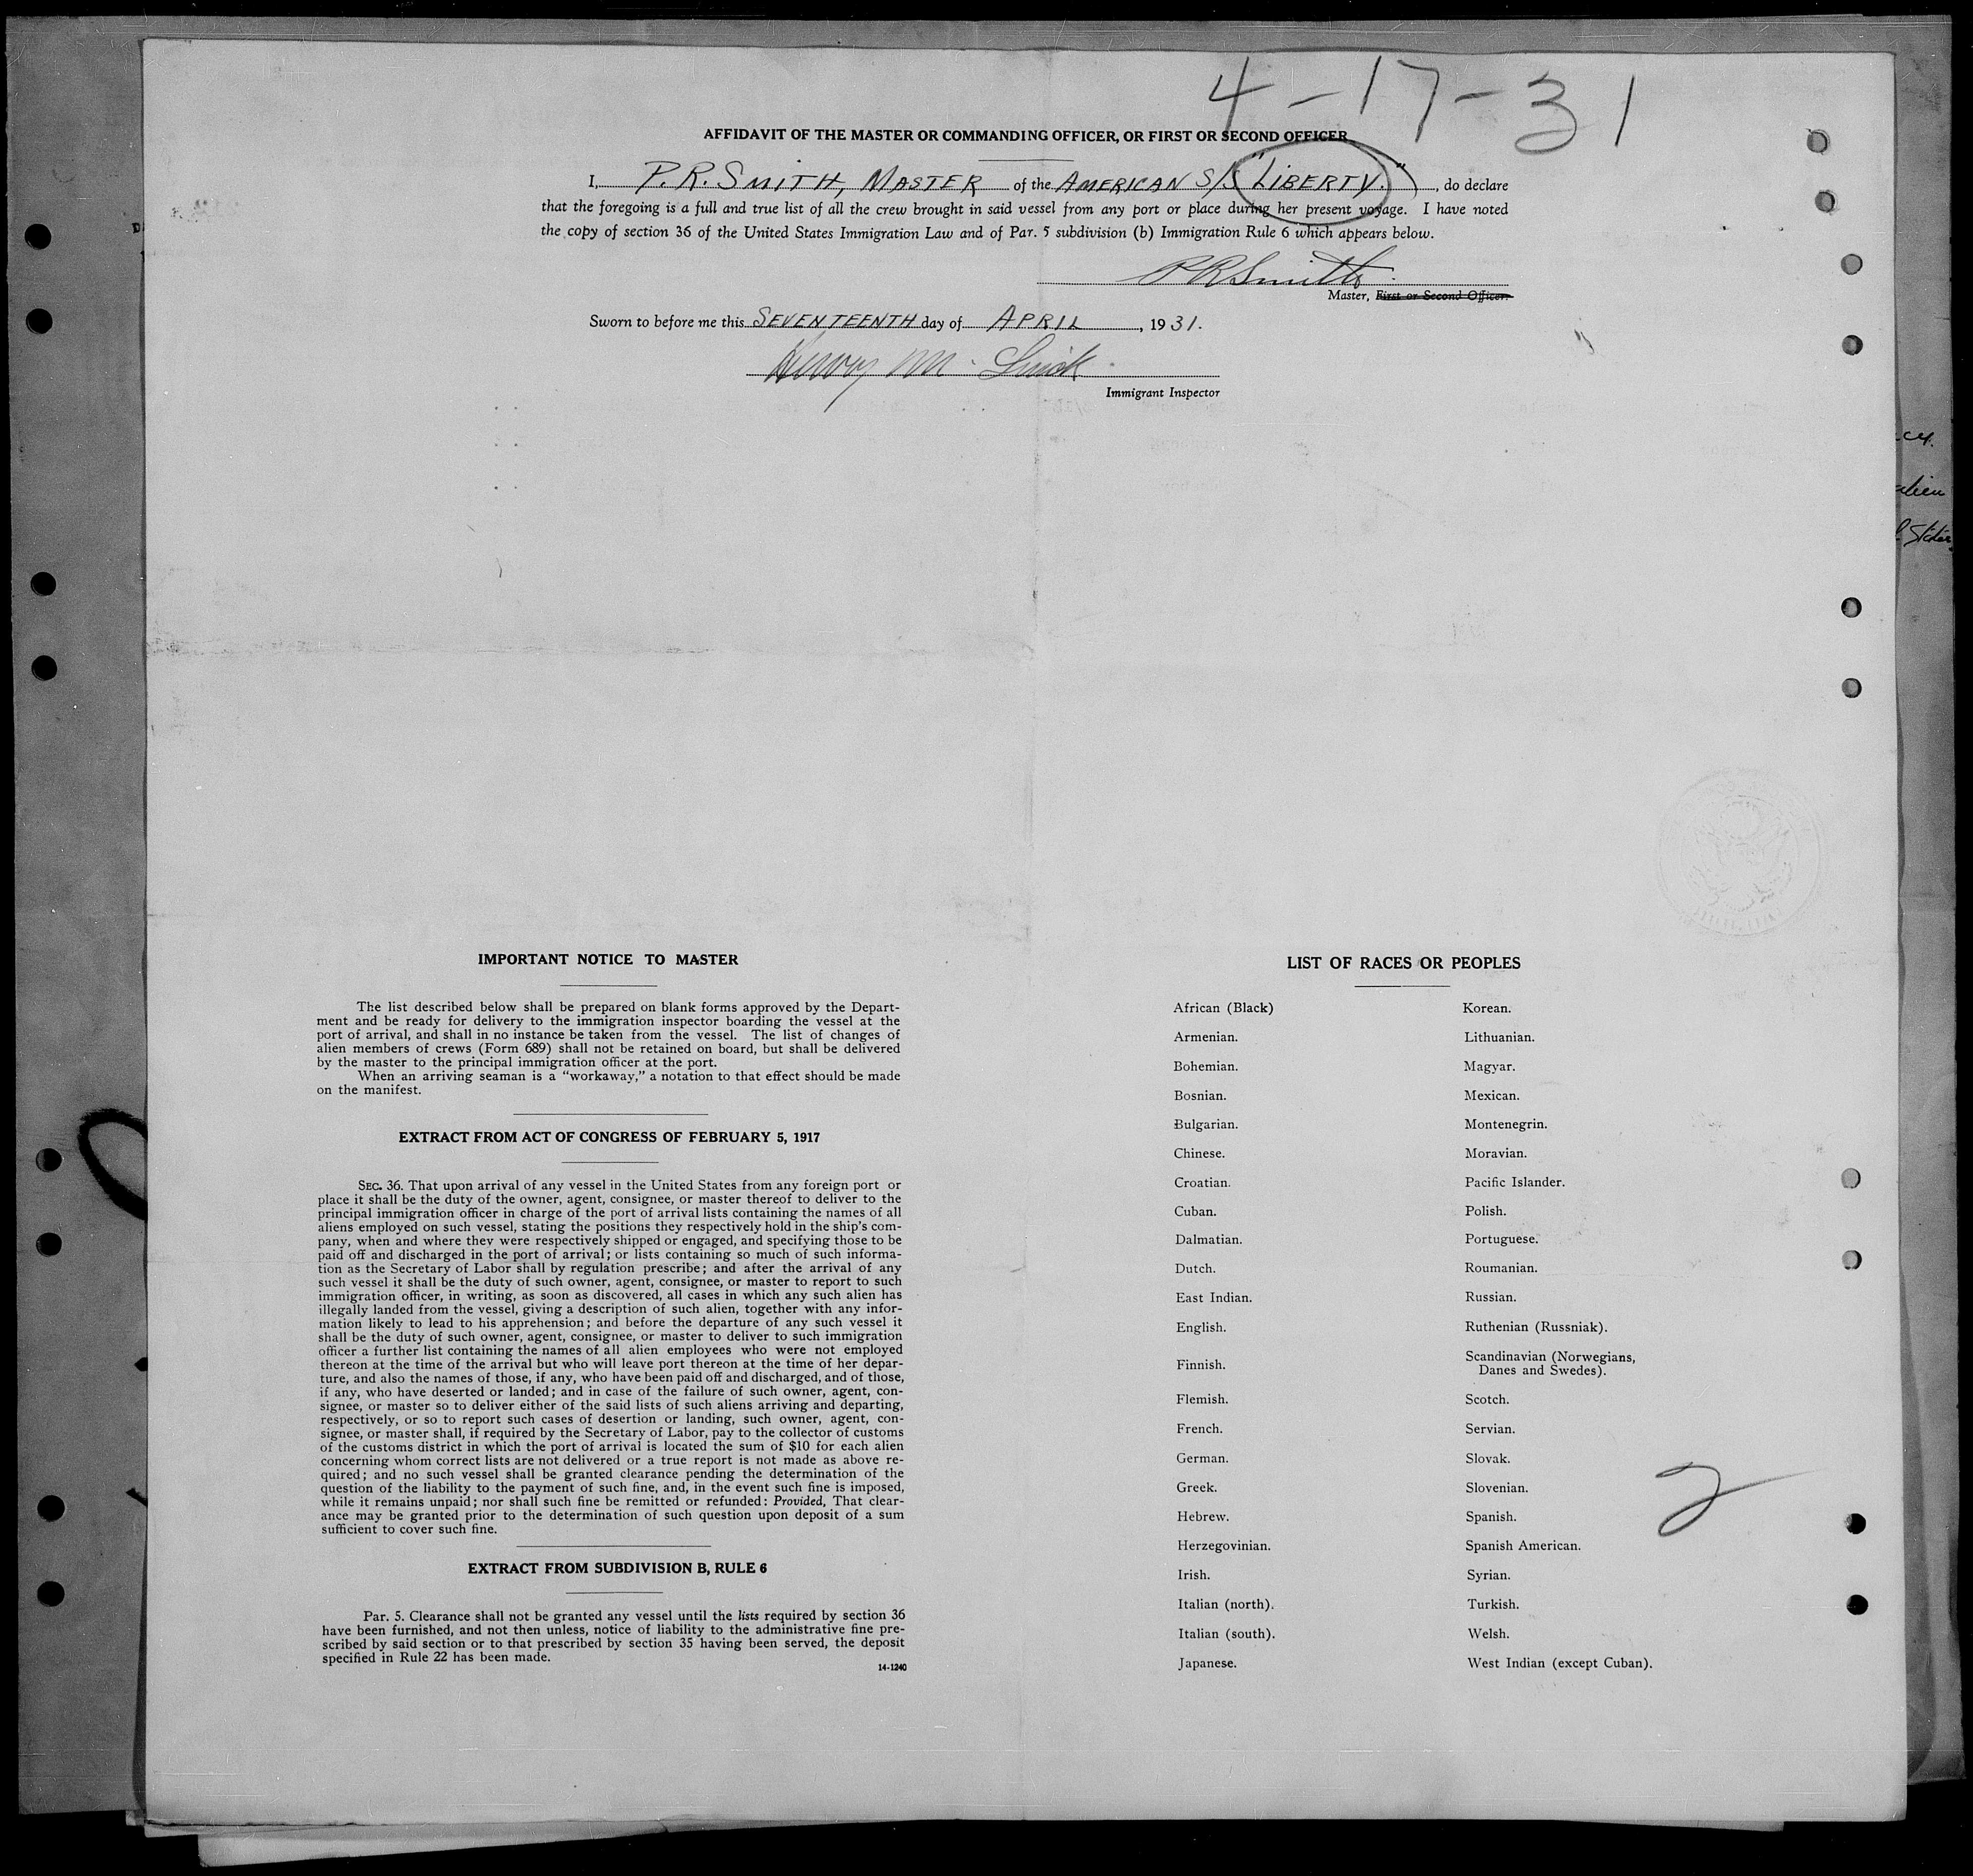 4-17-31
AFFIDAVIT OF THE MASTER OR COMMANDING OFFICER, OR FIRST OR SECOND OFFICER
I, P.R. SMITH, MASTER of the AMERICAN S/S "LIBERTY.", do declare
that the foregoing is a full and true list of all the crew brought in said vessel from any port or place during her present voyage. I have noted
the copy of section 36 of the United States Immigration Law and of Par. 5 subdivision (b) Immigration Rule 6 which appears below.
P R Smith
Master, First or Second Officer.
Sworn to before me this SEVENTEENTH day of APRIL, 1931.
Immigrant Inspector
IMPORTANT NOTICE TO MASTER
The list described below shall be prepared on blank forms approved by the Depart-
ment and be ready for delivery to the immigration inspector boarding the vessel at the
port of arrival, and shall in no instance be taken from the vessel. The list of changes of
alien members of crews (Form 689) shall not be retained on board, but shall be delivered
by the master to the principal immigration officer at the port.
When an arriving seaman is a "workaway," a notation to that effect should be made
on the manifest.
EXTRACT FROM ACT OF CONGRESS OF FEBRUARY 5, 1917
SEC. 36. That upon arrival of any vessel in the United States from any foreign port or
place it shall be the duty of the owner, agent, consignee, or master thereof to deliver to the
principal immigration officer in charge of the port of arrival lists containing the names of all
aliens employed on such vessel, stating the positions they respectively hold in the ship's com-
pany, when and where they were respectively shipped or engaged, and specifying those to be
paid off and discharged in the port of arrival; or lists containing so much of such informa-
tion as the Secretary of Labor shall by regulation prescribe; and after the arrival of any
such vessel it shall be the duty of such owner, agent, consignee, or master to report to such
immigration officer, in writing, as soon as discovered, all cases in which any such alien has
illegally landed from the vessel, giving a description of such alien, together with any infor-
mation likely to lead to his apprehension; and before the departure of any such vessel it
shall be the duty of such owner, agent, consignee, or master to deliver to such immigration
officer a further list containing the names of all alien employees who were not employed
thereon at the time of the arrival but who will leave port thereon at the time of her depar-
ture, and also the names of those, if any, who have been paid off and discharged, and of those,
if any, who have deserted or landed; and in case of the failure of such owner, agent, con-
signee, or master so to deliver either of the said lists of such aliens arriving and departing,
respectively, or so to report such cases of desertion or landing, such owner, agent, con-
signee, or master shall, if required by the Secretary of Labor, pay to the collector of customs
of the customs district in which the port of arrival is located the sum of $10 for each alien
concerning whom correct lists are not delivered or a true report is not made as above re-
quired; and no such vessel shall be granted clearance pending the determination of the
question of the liability to the payment of such fine, and, in the event such fine is imposed,
while it remains unpaid; nor shall such fine be remitted or refunded: Provided, That clear-
ance may be granted prior to the determination of such question upon deposit of a sum
sufficient to cover such fine.
EXTRACT FROM SUBDIVISION B, RULE 6
Par. 5. Clearance shall not be granted any vessel until the lists required by section 36
have been furnished, and not then unless, notice of liability to the administrative fine pre-
scribed by said section or to that prescribed by section 35 having been served, the deposit
specified in Rule 22 has been made.
14-1240
LIST OF RACES OR PEOPLES
African (Black)
Armenian.
Bohemian.
Bosnian.
Bulgarian.
Chinese.
Croatian.
Cuban.
Dalmatian.
Dutch.
East Indian.
English.
Finnish.
Flemish.
French.
German.
Greek.
Hebrew.
Herzegovinian.
Irish.
Italian (north).
Italian (south).
Japanese.
Korean.
Lithuanian.
Magyar.
Mexican.
Montenegrin.
Moravian.
Pacific Islander.
Polish.
Portuguese.
Roumanian.
Russian.
Ruthenian (Russniak).
Scandinavian (Norwegians,
Danes and Swedes).
Scotch.
Servian.
Slovak.
Slovenian.
Spanish.
Spanish American.
Syrian.
Turkish.
Welsh.
West Indian (except Cuban).
2